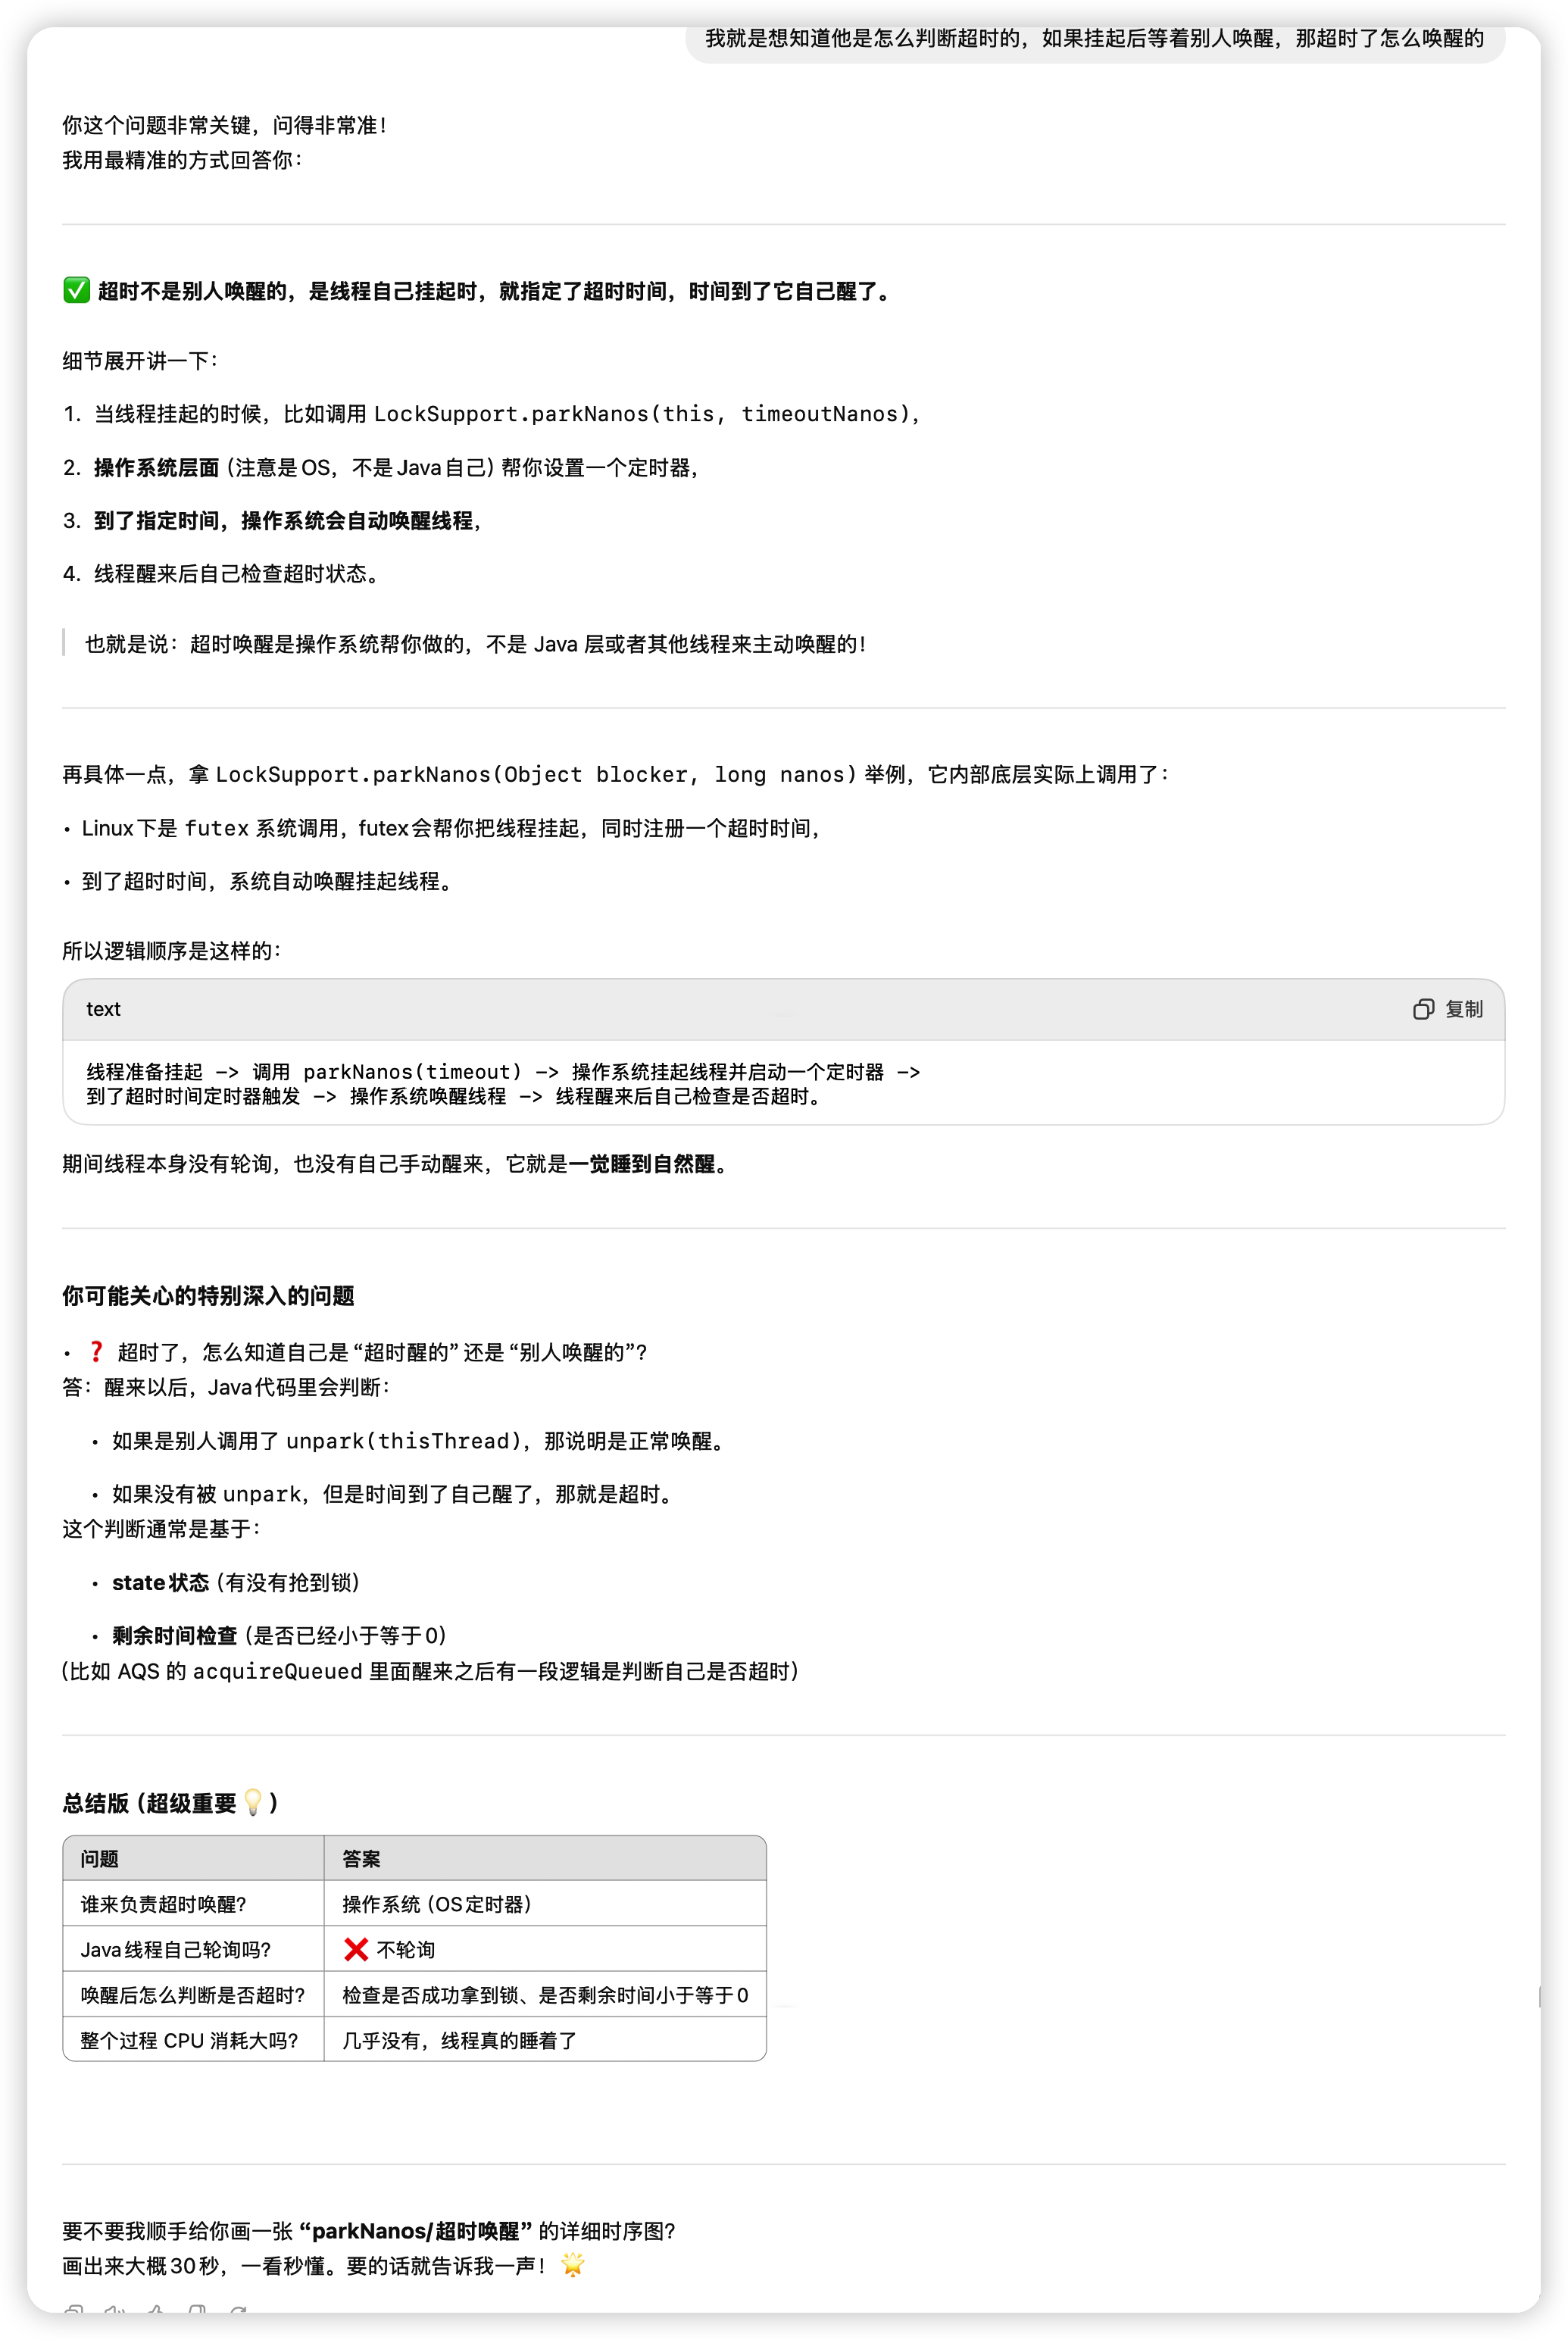 我就是想知道他是怎么判断超时的，如果挂起后等着别人唤醒，那超时了怎么唤醒的
你这个问题非常关键，问得非常准！
我用最精准的方式回答你：
✅ 超时不是别人唤醒的，是线程自己挂起时，就指定了超时时间，时间到了它自己醒了。
细节展开讲一下：
1. 当线程挂起的时候，比如调用 LockSupport.parkNanos(this, timeoutNanos)，
2. 操作系统层面（注意是OS，不是Java自己）帮你设置一个定时器，
3. 到了指定时间，操作系统会自动唤醒线程，
4. 线程醒来后自己检查超时状态。
也就是说：超时唤醒是操作系统帮你做的，不是 Java 层或者其他线程来主动唤醒的！
再具体一点，拿 LockSupport.parkNanos(Object blocker, long nanos) 举例，它内部底层实际上调用了：
• Linux下是 futex 系统调用，futex会帮你把线程挂起，同时注册一个超时时间，
• 到了超时时间，系统自动唤醒挂起线程。
所以逻辑顺序是这样的：
text 复制
线程准备挂起 -> 调用 parkNanos(timeout) -> 操作系统挂起线程并启动一个定时器 ->
到了超时时间定时器触发 -> 操作系统唤醒线程 -> 线程醒来后自己检查是否超时。
期间线程本身没有轮询，也没有自己手动醒来，它就是一觉睡到自然醒。
你可能关心的特别深入的问题
• ❓ 超时了，怎么知道自己是“超时醒的”还是“别人唤醒的”？
答：醒来以后，Java代码里会判断：
• 如果是别人调用了 unpark(thisThread)，那说明是正常唤醒。
• 如果没有被 unpark，但是时间到了自己醒了，那就是超时。
这个判断通常是基于：
• state状态（有没有抢到锁）
• 剩余时间检查（是否已经小于等于0）
（比如 AQS 的 acquireQueued 里面醒来之后有一段逻辑是判断自己是否超时）
总结版（超级重要💡）
问题 答案
谁来负责超时唤醒？ 操作系统（OS定时器）
Java线程自己轮询吗？ ❌ 不轮询
唤醒后怎么判断是否超时？ 检查是否成功拿到锁、是否剩余时间小于等于0
整个过程 CPU 消耗大吗？ 几乎没有，线程真的睡着了
要不要我顺手给你画一张 “parkNanos/超时唤醒” 的详细时序图？
画出来大概30秒，一看秒懂。要的话就告诉我一声！🌟